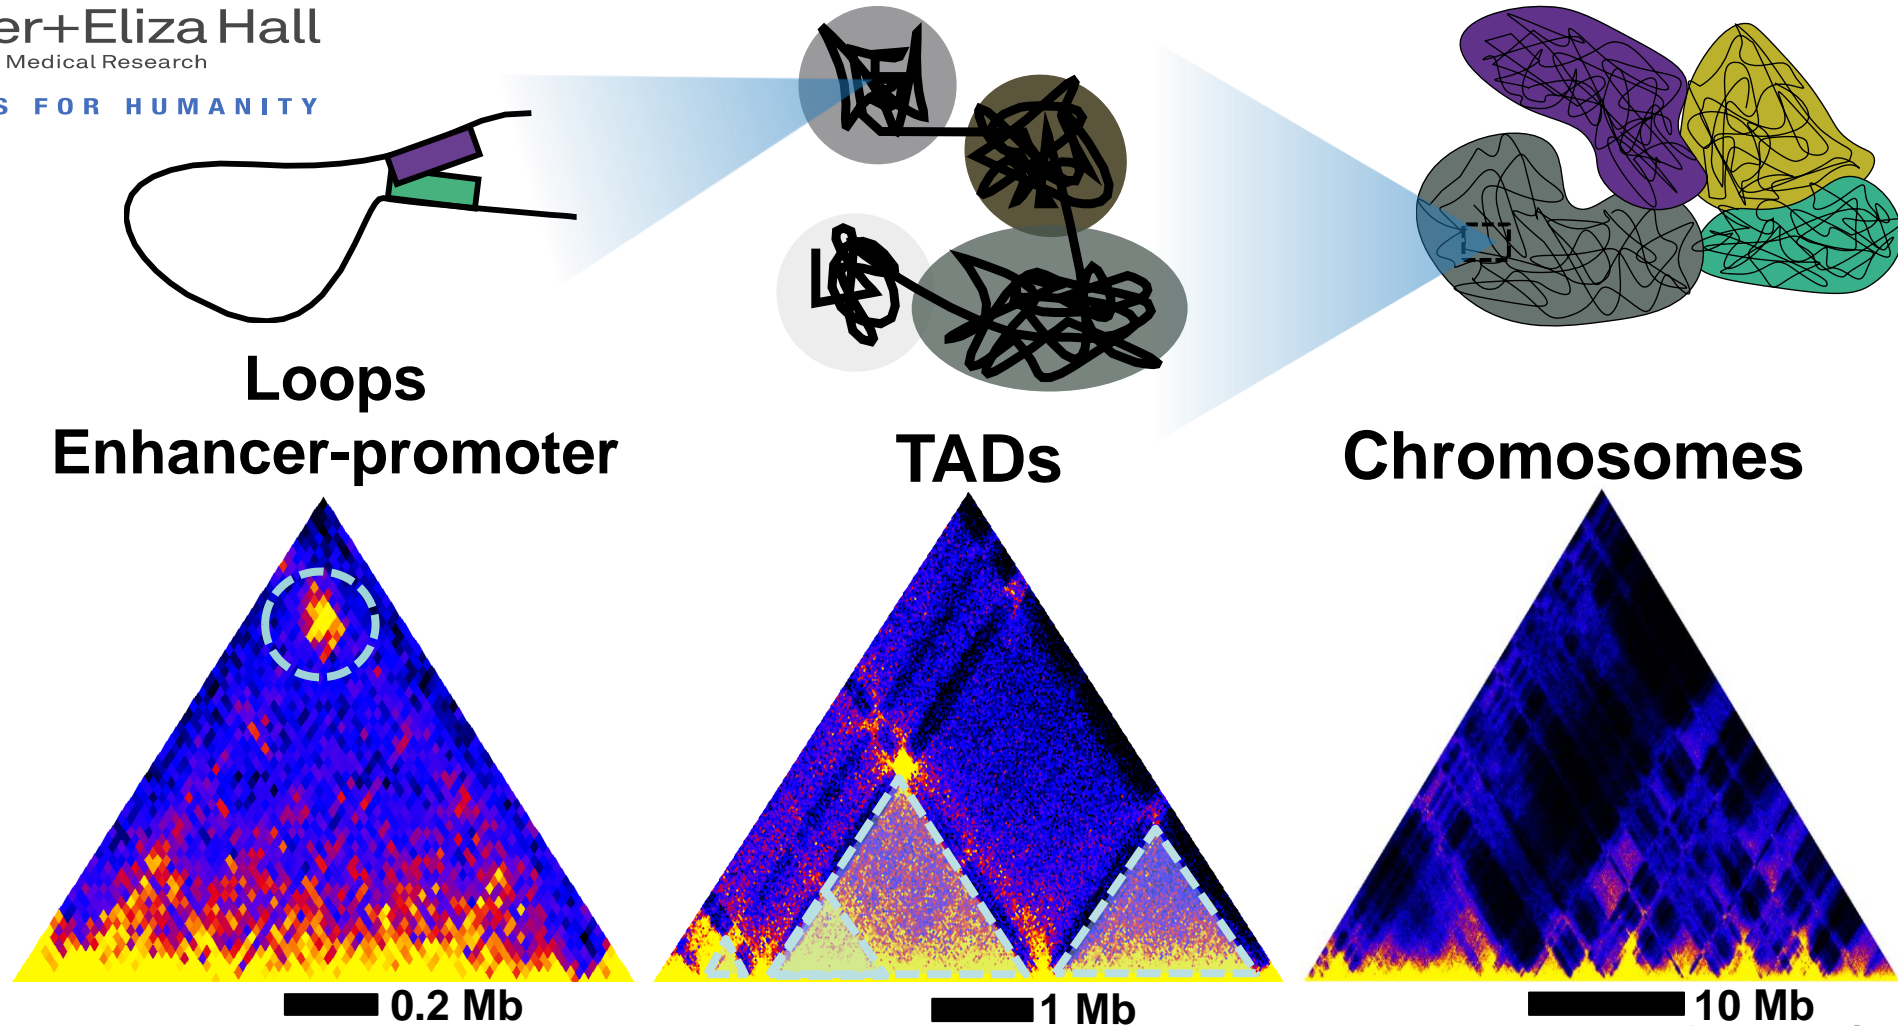 er+Eliza Hall
Medical Research
S FOR HUMANITY
Loops
Enhancer-promoter
TADs
Chromosomes
0.2 Mb
1 Mb
10 Mb